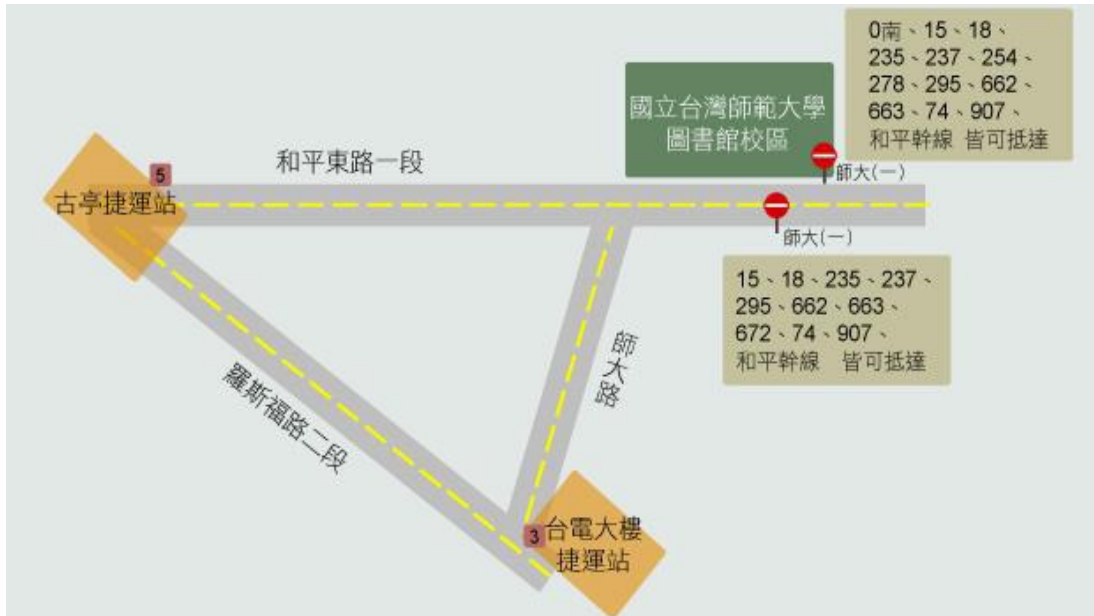 0南、15、18、
235、237、254、
278、295、662、
663、74、907、
和平幹線 皆可抵達
國立台灣師範大學
圖書館校區
和平東路一段
5
師大(一)
古亭捷運站
師大(一)
15、18、235、237、
295、662、663、
672、74、907、
和平幹線 皆可抵達
師大路
羅斯福路二段
3
台電大樓
捷運站